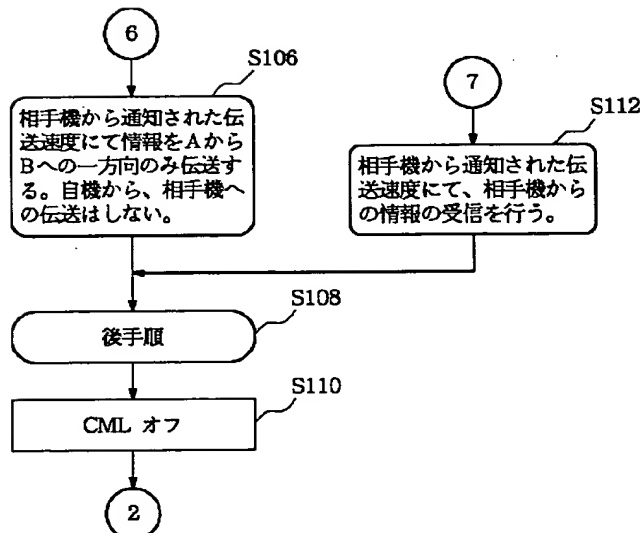 6
S106
相手機から通知された伝
送速度にて情報をAから
Bへの一方向のみ伝送す
る。自機から、相手機へ
の伝送はしない。
7
S112
相手機から通知された伝
送速度にて、相手機から
の情報の受信を行う。
S108
後手順
S110
CML オフ
2